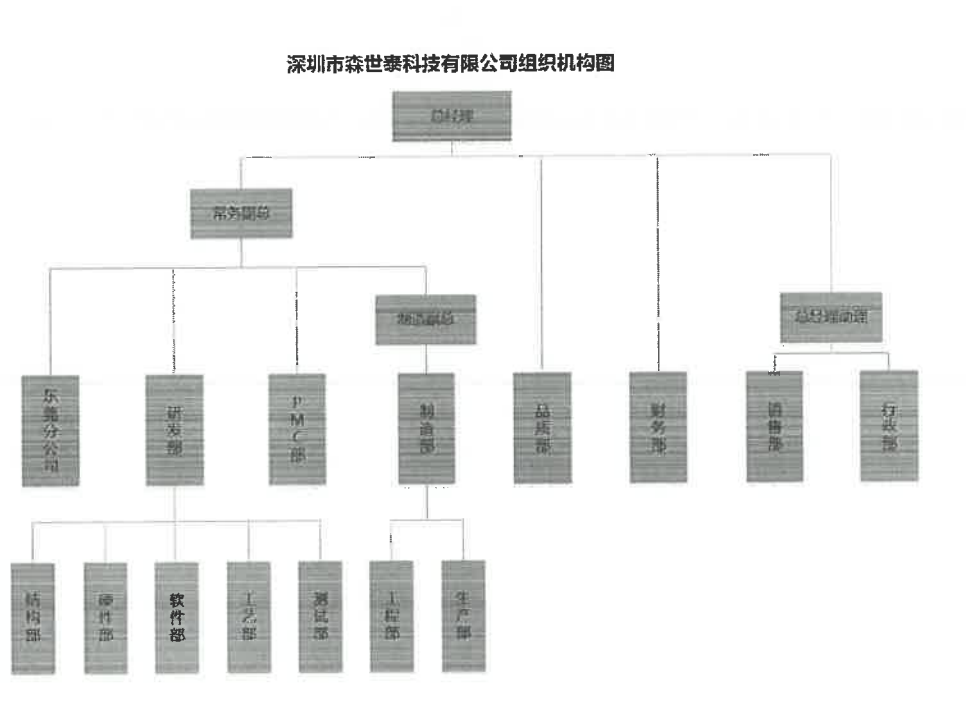 深圳市森世泰科技有限公司组织机构图
总经理
常务副总
制造副总
总经理助理
东莞分公司
研发部
PMC部
制造部
品质部
财务部
销售部
行政部
结构部
硬件部
软件部
工艺部
测试部
工程部
生产部